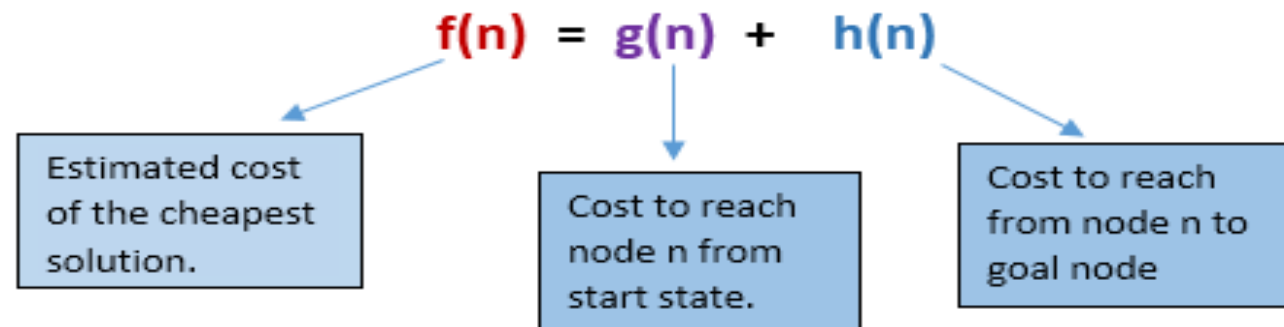 f(n) = g(n) + h(n)
Estimated cost
of the cheapest
solution.
Cost to reach
node n from
start state.
Cost to reach
from node n to
goal node